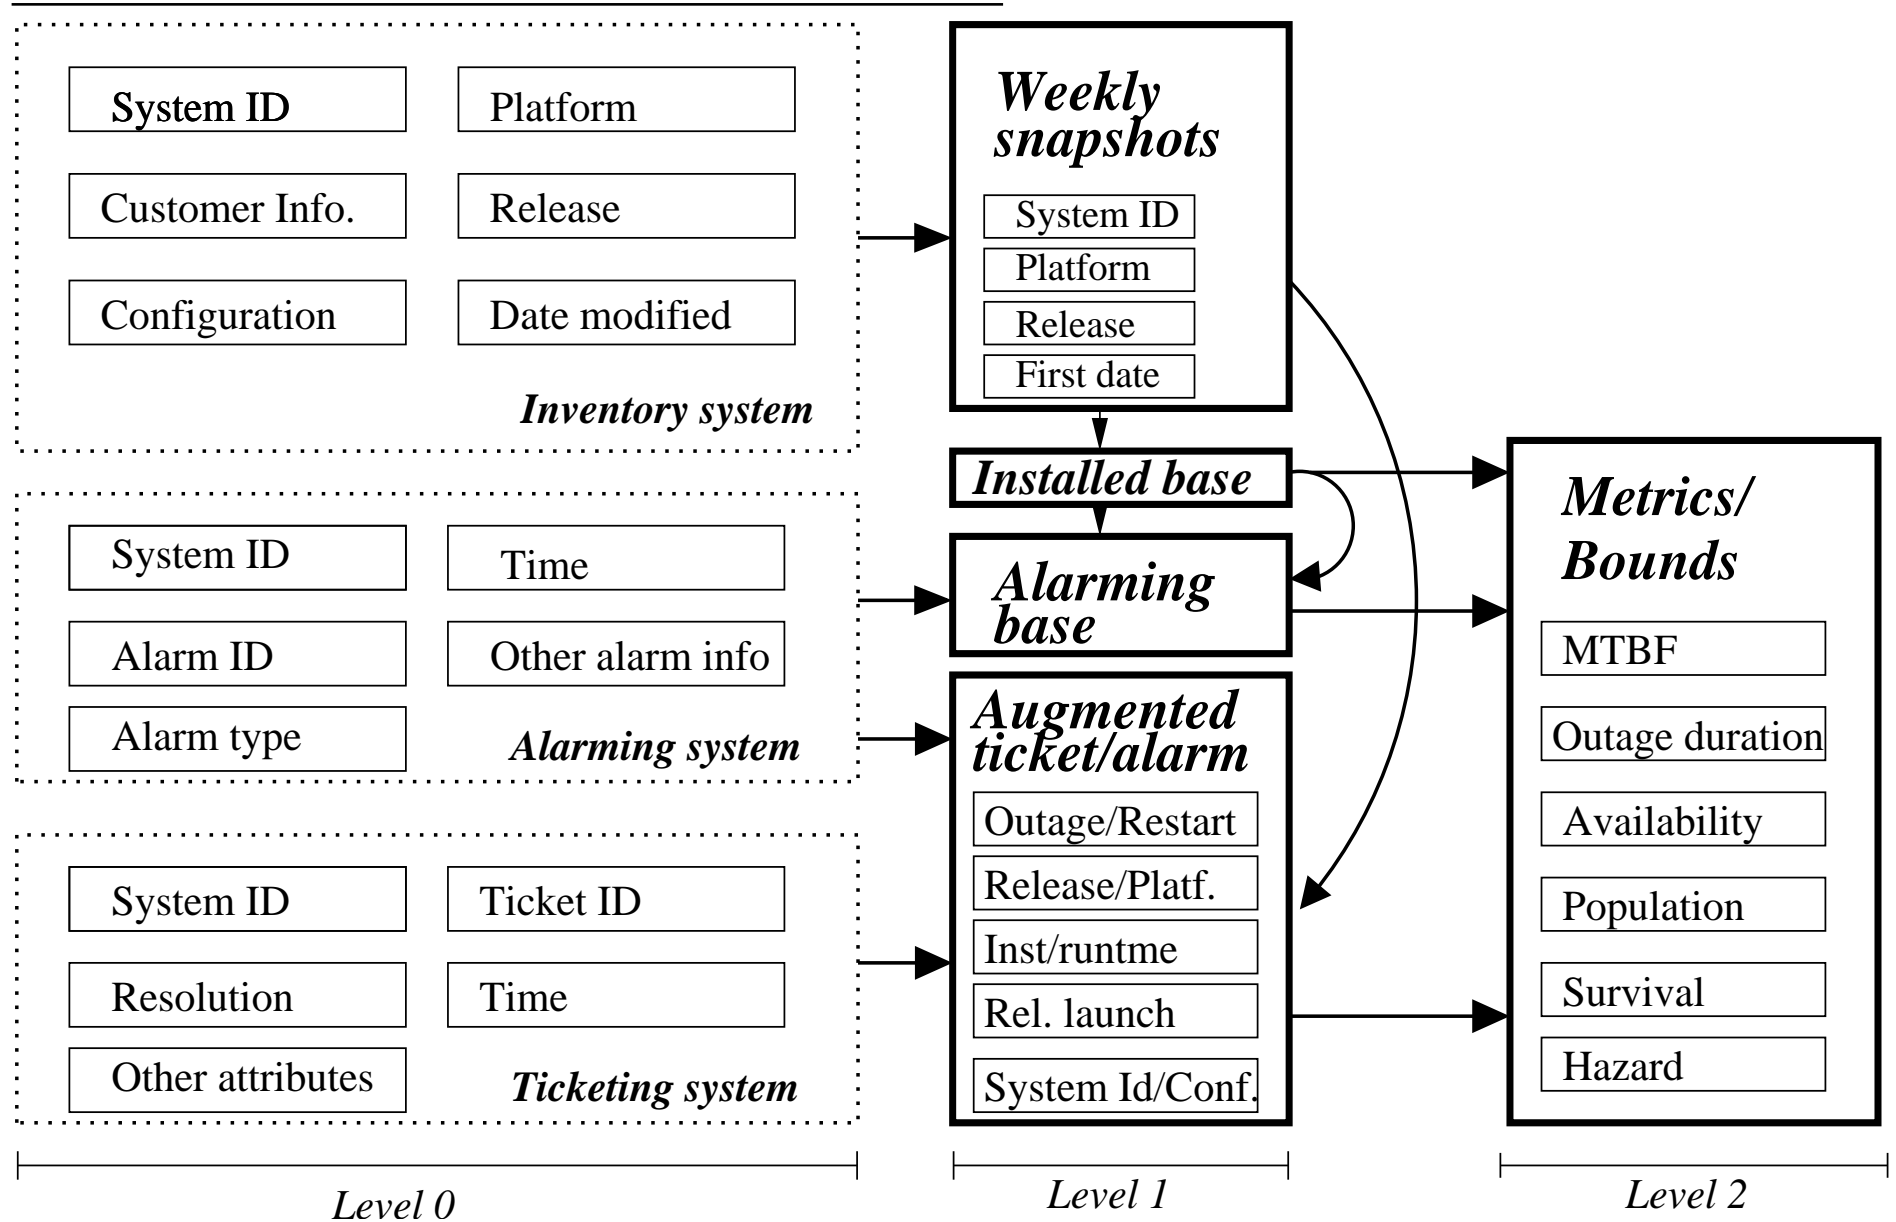 System ID
Platform
Customer Info.
Release
Configuration
Date modified
Inventory system
System ID
Time
Alarm ID
Other alarm info
Alarm type
Alarming system
System ID
Ticket ID
Resolution
Time
Other attributes
Ticketing system
Level 0
Weekly
snapshots
System ID
Platform
Release
First date
Installed base
Alarming
base
Augmented
ticket/alarm
Outage/Restart
Release/Platf.
Inst/runtme
Rel. launch
System Id/Conf.
Level 1
Metrics/
Bounds
MTBF
Outage duration
Availability
Population
Survival
Hazard
Level 2